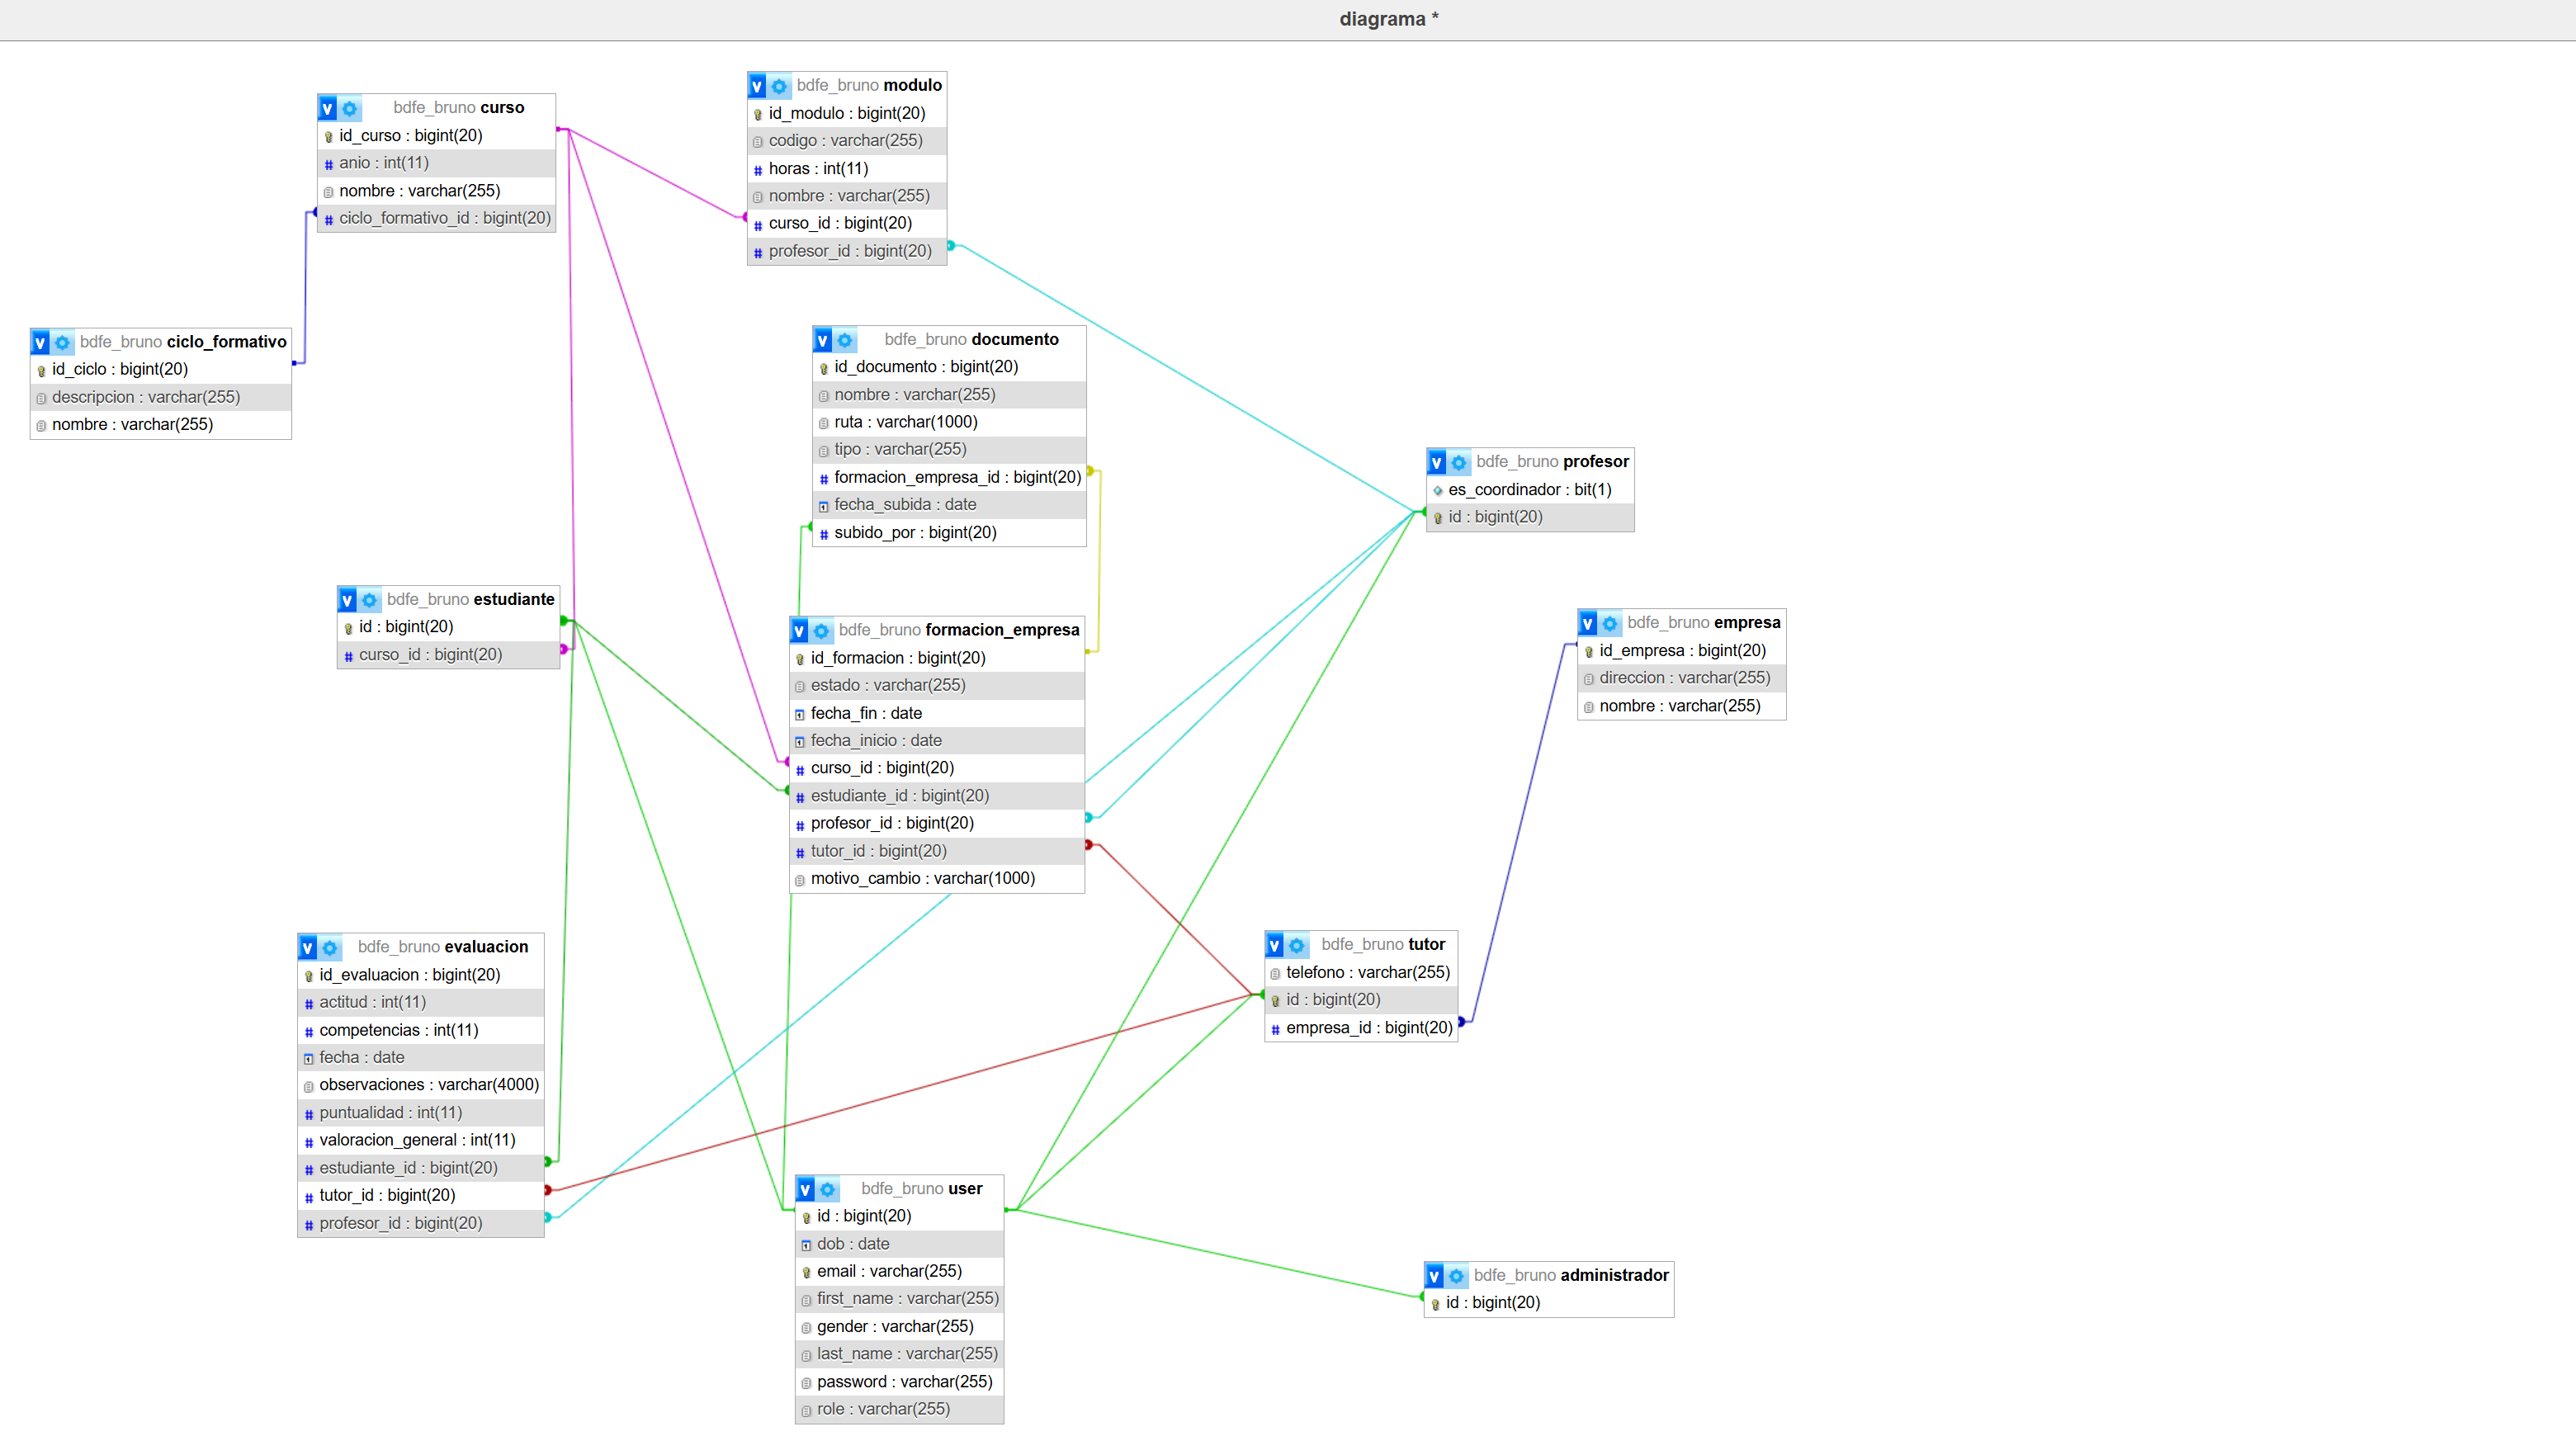 diagrama *
bdfe_bruno curso
id_curso : bigint(20)
anio : int(11)
nombre : varchar(255)
ciclo_formativo_id : bigint(20)
bdfe_bruno modulo
id_modulo : bigint(20)
codigo : varchar(255)
horas : int(11)
nombre : varchar(255)
curso_id : bigint(20)
profesor_id : bigint(20)
bdfe_bruno ciclo_formativo
id_ciclo : bigint(20)
descripcion : varchar(255)
nombre : varchar(255)
bdfe_bruno documento
id_documento : bigint(20)
nombre : varchar(255)
ruta : varchar(1000)
tipo : varchar(255)
formacion_empresa_id : bigint(20)
fecha_subida : date
subido_por : bigint(20)
bdfe_bruno profesor
es_coordinador : bit(1)
id : bigint(20)
bdfe_bruno estudiante
id : bigint(20)
curso_id : bigint(20)
bdfe_bruno formacion_empresa
id_formacion : bigint(20)
estado : varchar(255)
fecha_fin : date
fecha_inicio : date
curso_id : bigint(20)
estudiante_id : bigint(20)
profesor_id : bigint(20)
tutor_id : bigint(20)
motivo_cambio : varchar(1000)
bdfe_bruno empresa
id_empresa : bigint(20)
direccion : varchar(255)
nombre : varchar(255)
bdfe_bruno evaluacion
id_evaluacion : bigint(20)
actitud : int(11)
competencias : int(11)
fecha : date
observaciones : varchar(4000)
puntualidad : int(11)
valoracion_general : int(11)
estudiante_id : bigint(20)
tutor_id : bigint(20)
profesor_id : bigint(20)
bdfe_bruno tutor
telefono : varchar(255)
id : bigint(20)
empresa_id : bigint(20)
bdfe_bruno user
id : bigint(20)
dob : date
email : varchar(255)
first_name : varchar(255)
gender : varchar(255)
last_name : varchar(255)
password : varchar(255)
role : varchar(255)
bdfe_bruno administrador
id : bigint(20)